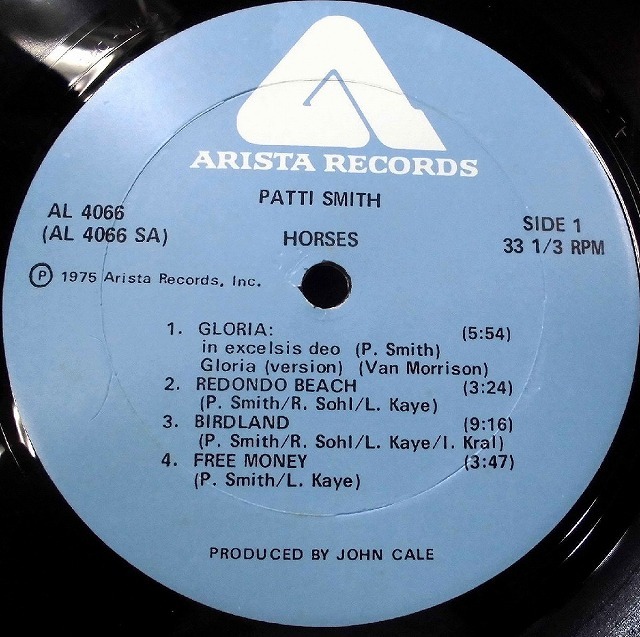 ARISTA RECORDS
PATTI SMITH
AL 4066
(AL 4066 SA)
HORSES
SIDE 1
33 1/3 RPM
Ⓟ 1975 Arista Records, Inc.
1. GLORIA: (5:54)
in excelsis deo (P. Smith)
Gloria (version) (Van Morrison)
2. REDONDO BEACH (3:24)
(P. Smith/R. Sohl/L. Kaye)
3. BIRDLAND (9:16)
(P. Smith/R. Sohl/L. Kaye/I. Kral)
4. FREE MONEY (3:47)
(P. Smith/L. Kaye)
PRODUCED BY JOHN CALE